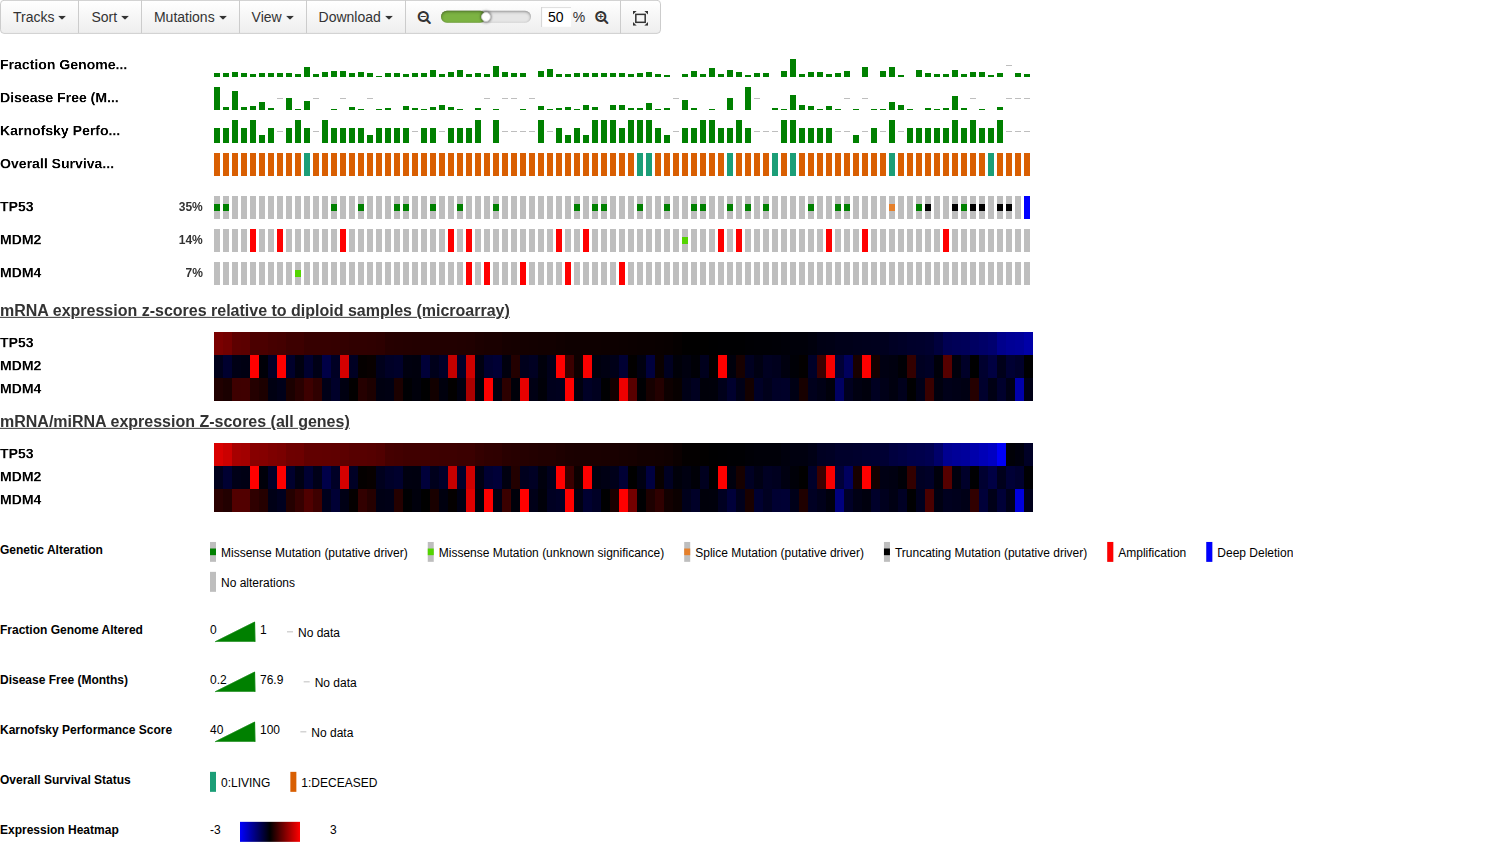 Tracks Sort Mutations View Download 50 %
Fraction Genome...
Disease Free (M...
Karnofsky Perfo...
Overall Surviva...
TP53 35%
MDM2 14%
MDM4 7%
mRNA expression z-scores relative to diploid samples (microarray)
TP53
MDM2
MDM4
mRNA/miRNA expression Z-scores (all genes)
TP53
MDM2
MDM4
Genetic Alteration Missense Mutation (putative driver) Missense Mutation (unknown significance) Splice Mutation (putative driver) Truncating Mutation (putative driver) Amplification Deep Deletion
No alterations
Fraction Genome Altered 0 1 No data
Disease Free (Months) 0.2 76.9 No data
Karnofsky Performance Score 40 100 No data
Overall Survival Status 0:LIVING 1:DECEASED
Expression Heatmap -3 3